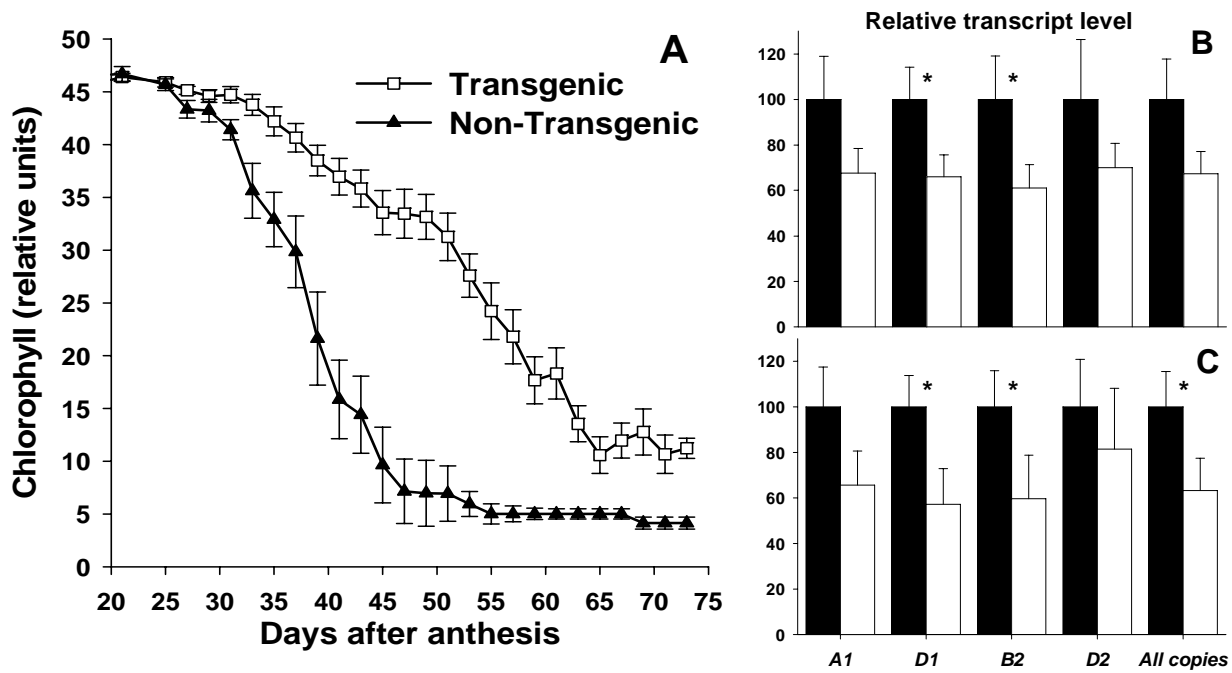 A
50
45
40
35
30
25
20
15
10
5
0
Chlorophyll (relative units)
20 25 30 35 40 45 50 55 60 65 70 75
Days after anthesis
Transgenic
Non-Transgenic
Relative transcript level
B
120
100
80
60
40
20
0
* *
C
120
100
80
60
40
20
0
* * *
A1 D1 B2 D2 All copies